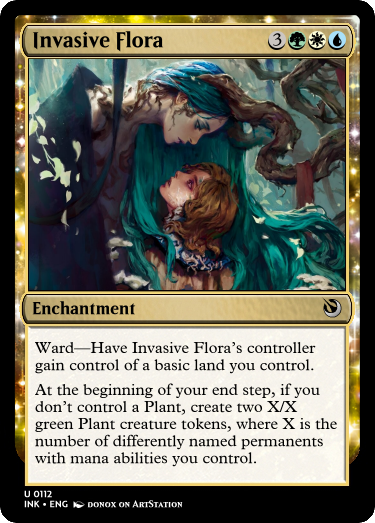 Invasive Flora 3
Enchantment
Ward—Have Invasive Flora's controller
gain control of a basic land you control.
At the beginning of your end step, if you
don't control a Plant, create two X/X
green Plant creature tokens, where X is the
number of differently named permanents
with mana abilities you control.
U 0112
INK • ENG DONOX ON ARTSTATION